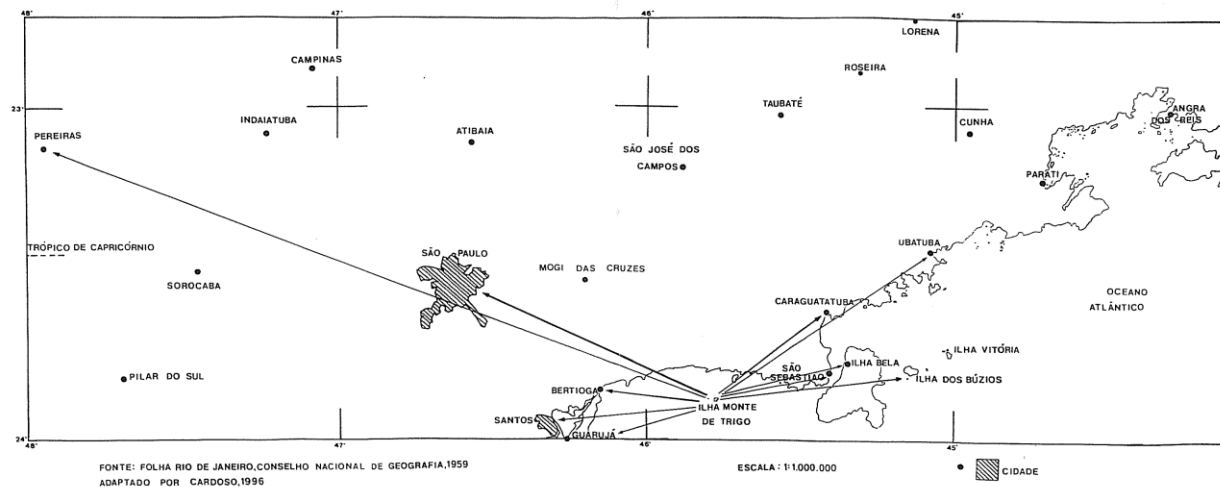 LORENA
CAMPINAS
ROSEIRA
23°
INDAIATUBA
ATIBAIA
TAUBATÉ
CUNHA
ANGRA
DOS REIS
PEREIRAS
SÃO JOSÉ DOS
CAMPOS
PARATI
TRÓPICO DE CAPRICÓRNIO
SÃO PAULO
UBATUBA
SOROCABA
MOGI DAS CRUZES
OCEANO
ATLÂNTICO
CARAGUATATUBA
ILHA VITÓRIA
PILAR DO SUL
SÃO
SEBASTIÃO
ILHA BELA
ILHA DOS BÚZIOS
BERTIOGA
ILHA MONTE
DE TRIGO
SANTOS
GUARUJÁ
24°
48°
47°
46°
45°
48°
47°
46°
45°
FONTE: FOLHA RIO DE JANEIRO,CONSELHO NACIONAL DE GEOGRAFIA,1959
ADAPTADO POR CARDOSO,1996
ESCALA : 1:1.000.000
CIDADE